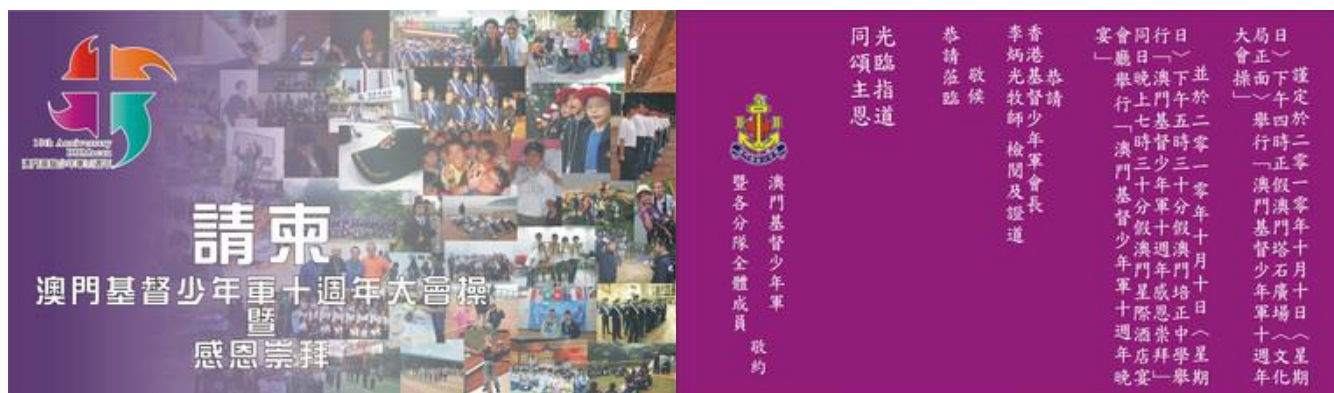 10th Anniversary
BBMacau
請柬
澳門基督少年軍十週年大會操
暨
感恩崇拜
謹定於二零一零年十月十日〈星期
日〉下午四時正假澳門塔石廣場〈文化
局正面〉舉行「澳門基督少年軍十週年
大會操」
並於二零一零年十月十日〈星期
日〉下午五時三十分假澳門培正中學舉
行「澳門基督少年軍十週年感恩崇拜」
同日晚上七時三十分假澳門星際酒店宴
會廳舉行「澳門基督少年軍十週年晚
宴」
恭請
香港基督少年軍會長
李炳光牧師 檢閱及證道
敬候
恭請蒞臨
光臨指道
同頌主恩
澳門基督少年軍
暨各分隊全體成員 敬約